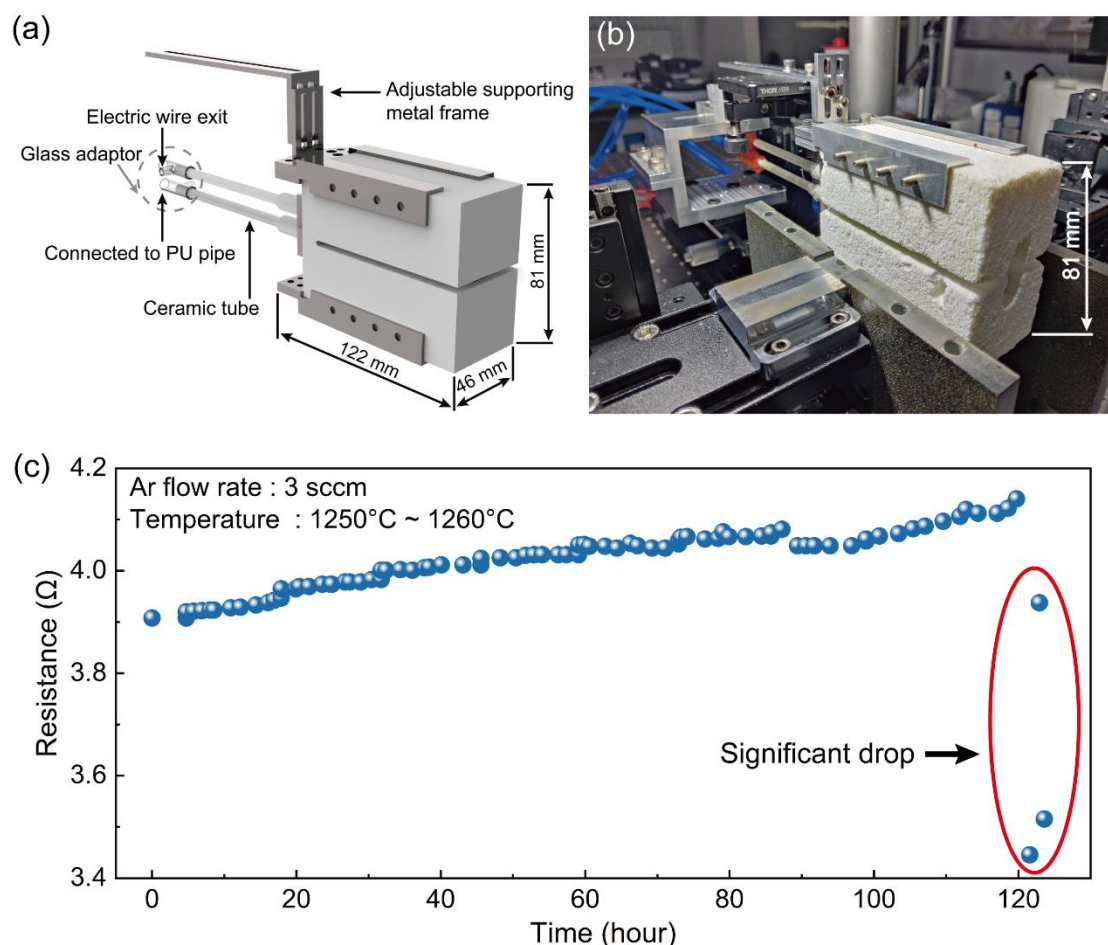 (a)
Adjustable supporting
metal frame
Electric wire exit
Glass adaptor
Connected to PU pipe
Ceramic tube
81 mm
122 mm
46 mm
(b)
81 mm
(c)
Ar flow rate : 3 sccm
Temperature : 1250°C ~ 1260°C
Significant drop
Resistance (Ω)
4.2
4.0
3.8
3.6
3.4
0
20
40
60
80
100
120
Time (hour)